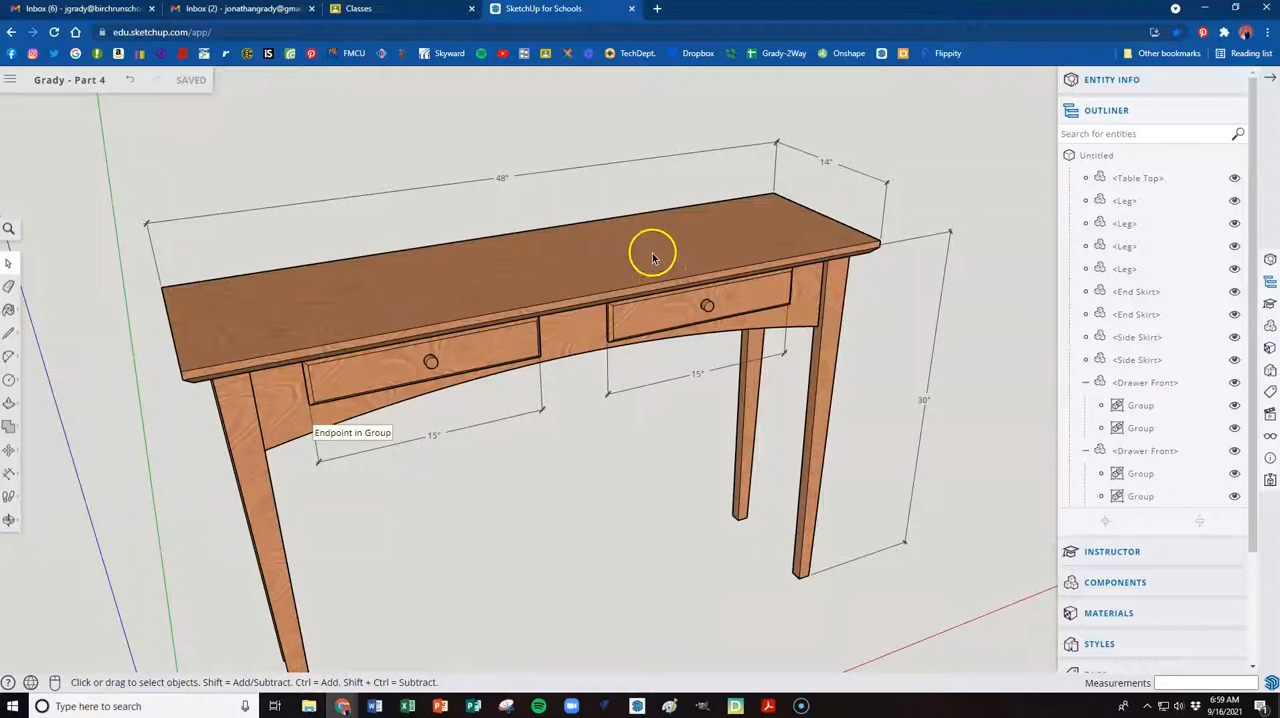 Inbox (6) - jgrady@birchrunscho
Inbox (2) - jonathangrady@gma
Classes
SketchUp for Schools
edu.sketchup.com/app/
FMCU
Skyward
TechDept.
Dropbox
Grady-2Way
Onshape
Flippity
Other bookmarks
Reading list
Grady - Part 4
SAVED
ENTITY INFO
OUTLINER
Search for entities
Untitled
<Table Top>
<Leg>
<Leg>
<Leg>
<Leg>
<End Skirt>
<End Skirt>
<Side Skirt>
<Side Skirt>
<Drawer Front>
Group
Group
<Drawer Front>
Group
Group
INSTRUCTOR
COMPONENTS
MATERIALS
STYLES
48"
14"
15"
30"
15"
Endpoint in Group
Click or drag to select objects. Shift = Add/Subtract. Ctrl = Add. Shift + Ctrl = Subtract.
Measurements
Type here to search
6:59 AM
9/16/2021